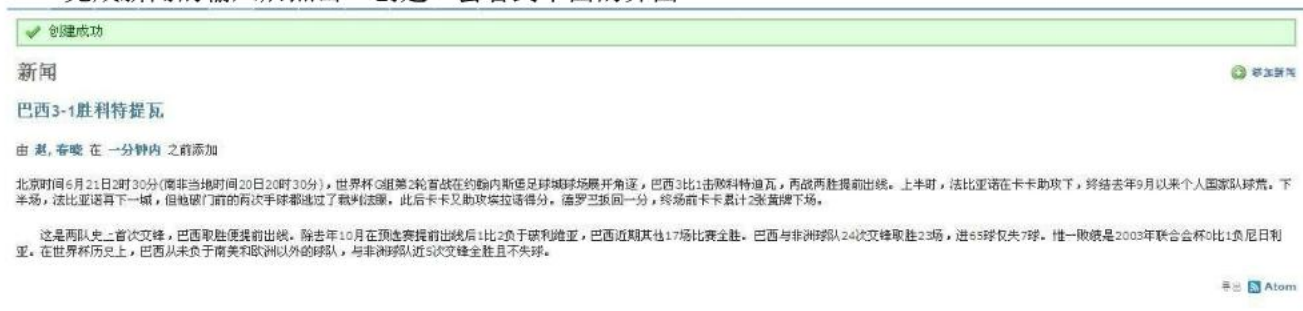 创建成功
新闻
添加新闻
巴西3-1胜科特提瓦
由 赵, 春晓 在 一分钟内 之前添加
北京时间6月21日2时30分(南非当地时间20日20时30分)，世界杯G组第2轮首战在约翰内斯堡足球城球场展开角逐，巴西3比1击败科特迪瓦，两战两胜提前出线。上半时，法比亚诺在卡卡助攻下，终结去年9月以来个人国家队球荒。下
半场，法比亚诺再下一城，但他破门前的两次手球都逃过了裁判法眼。此后卡卡又助攻埃拉诺得分。德罗巴扳回一分，终场前卡卡累计2张黄牌下场。
这是两队史上首次交锋，巴西取胜便提前出线。除去年10月在预选赛提前出线后1比2负于玻利维亚，巴西近期其他17场比赛全胜。巴西与非洲球队24次交锋取胜23场，进65球仅失7球。惟一败绩是2003年联合会杯0比1负尼日利
亚。在世界杯历史上，巴西从未负于南美和欧洲以外的球队，与非洲球队近5次交锋全胜且不失球。
导出 Atom